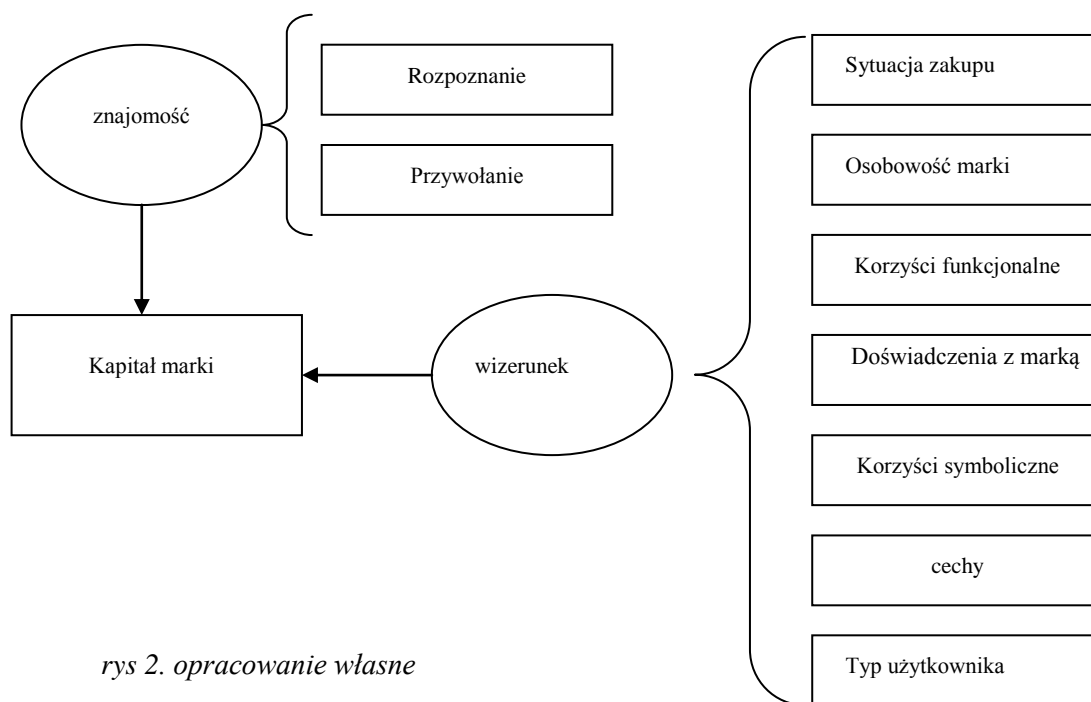 znajomość
Rozpoznanie
Przywołanie
Kapitał marki
wizerunek
Sytuacja zakupu
Osobowość marki
Korzyści funkcjonalne
Doświadczenia z marką
Korzyści symboliczne
cechy
Typ użytkownika
rys 2. opracowanie własne